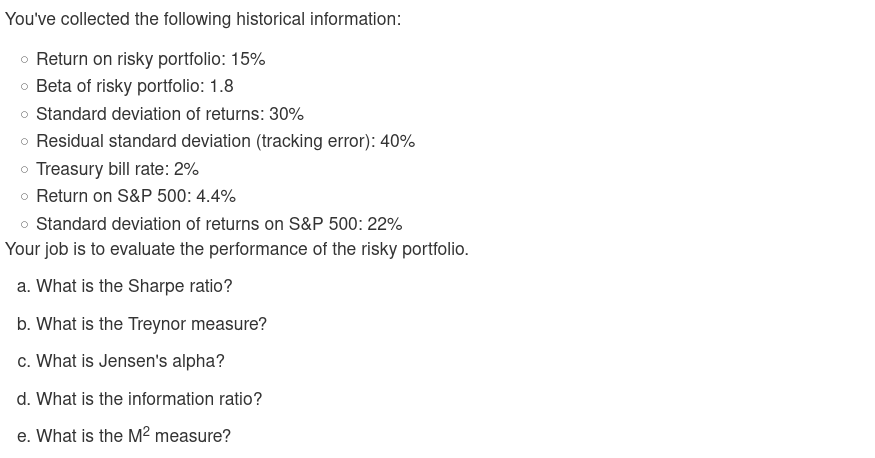 You've collected the following historical information:
○ Return on risky portfolio: 15%
○ Beta of risky portfolio: 1.8
○ Standard deviation of returns: 30%
○ Residual standard deviation (tracking error): 40%
○ Treasury bill rate: 2%
○ Return on S&P 500: 4.4%
○ Standard deviation of returns on S&P 500: 22%
Your job is to evaluate the performance of the risky portfolio.
a. What is the Sharpe ratio?
b. What is the Treynor measure?
c. What is Jensen's alpha?
d. What is the information ratio?
e. What is the M² measure?